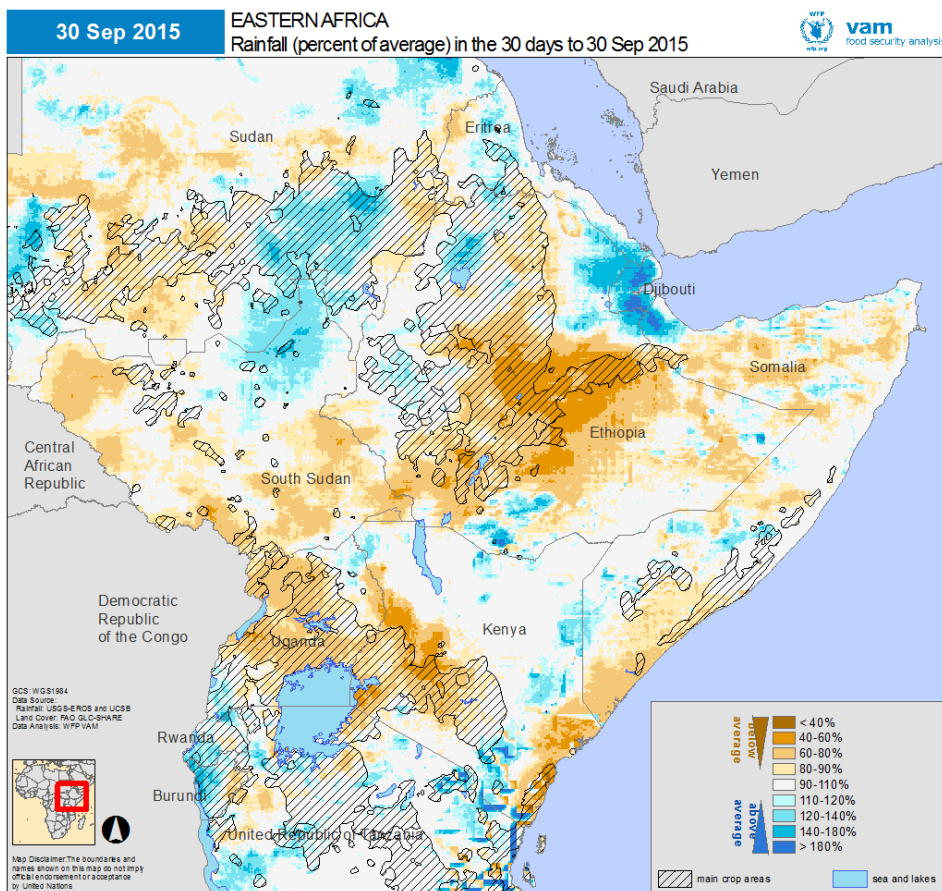 30 Sep 2015
EASTERN AFRICA
Rainfall (percent of average) in the 30 days to 30 Sep 2015
WFP
wfp.org
vam
food security analysis
Saudi Arabia
Sudan
Eritrea
Yemen
Djibouti
Somalia
Ethiopia
Central
African
Republic
South Sudan
Democratic
Republic
of the Congo
Kenya
Uganda
GCS: WGS1984
Data Source:
Rainfall: USGS-EROS and UCSB
Land Cover: FAO GLC-SHARE
Data Analysis: WFP VAM
Rwanda
Burundi
United Republic of Tanzania
below
average
above
average
< 40%
40-60%
60-80%
80-90%
90-110%
110-120%
120-140%
140-180%
> 180%
main crop areas
sea and lakes
Map Disclaimer:The boundaries and
names shown on this map do not imply
official endorsement or acceptance
by United Nations